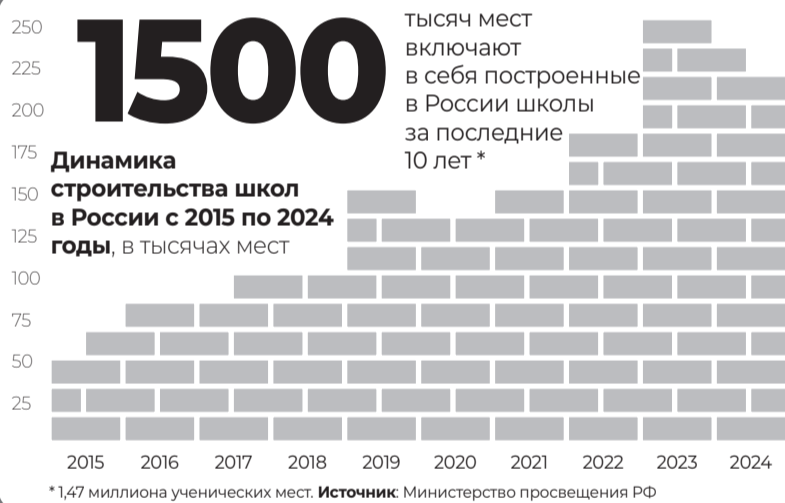 1500
тысяч мест
включают
в себя построенные
в России школы
за последние
10 лет *
Динамика
строительства школ
в России с 2015 по 2024
годы, в тысячах мест
250
225
200
175
150
125
100
75
50
25
2015 2016 2017 2018 2019 2020 2021 2022 2023 2024
* 1,47 миллиона ученических мест. Источник: Министерство просвещения РФ